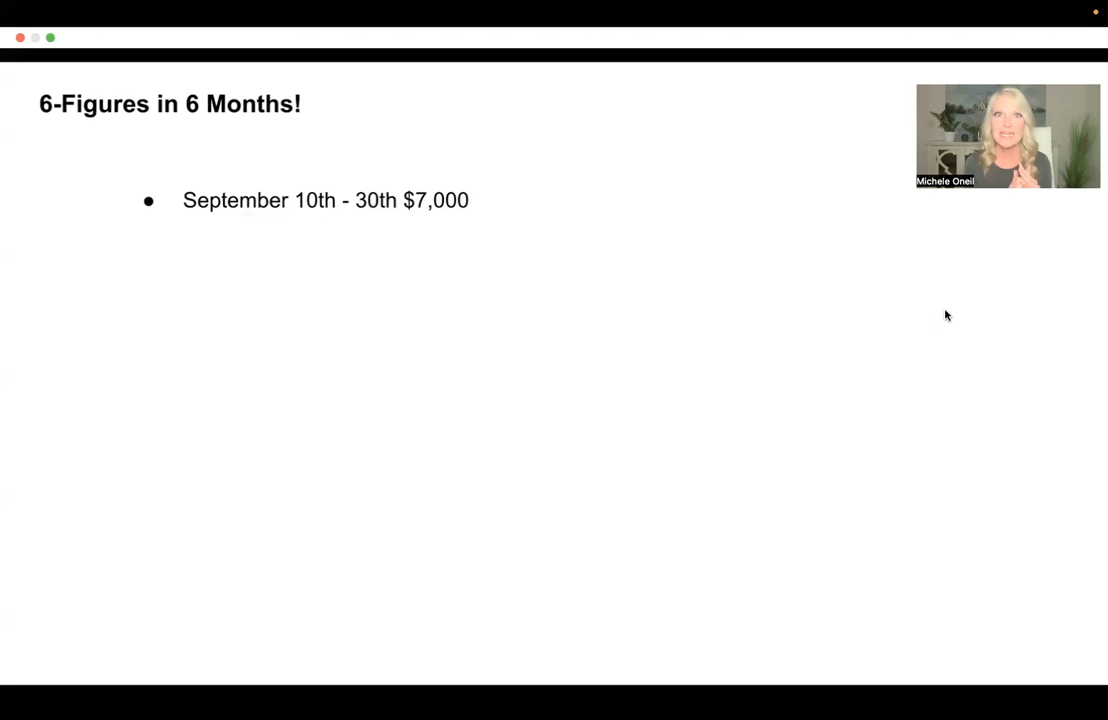 6-Figures in 6 Months!
● September 10th - 30th $7,000
Michele Oneil